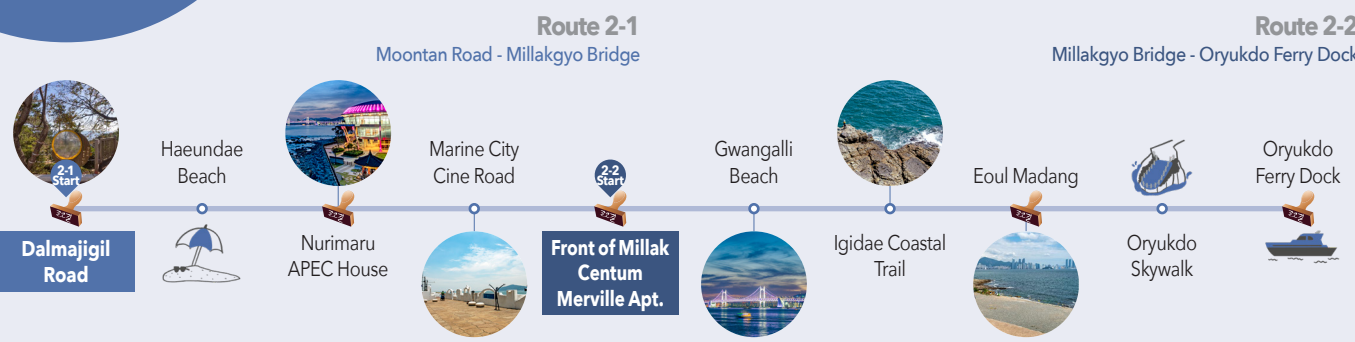 Route 2-1
Moontan Road - Millakgyo Bridge
Route 2-2
Millakgyo Bridge - Oryukdo Ferry Dock
2-1
Start
Dalmajigil
Road
Haeundae
Beach
Nurimaru
APEC House
Marine City
Cine Road
2-2
Start
Front of Millak
Centum
Merville Apt.
Gwangalli
Beach
Igidae Coastal
Trail
Eoul Madang
Oryukdo
Skywalk
Oryukdo
Ferry Dock